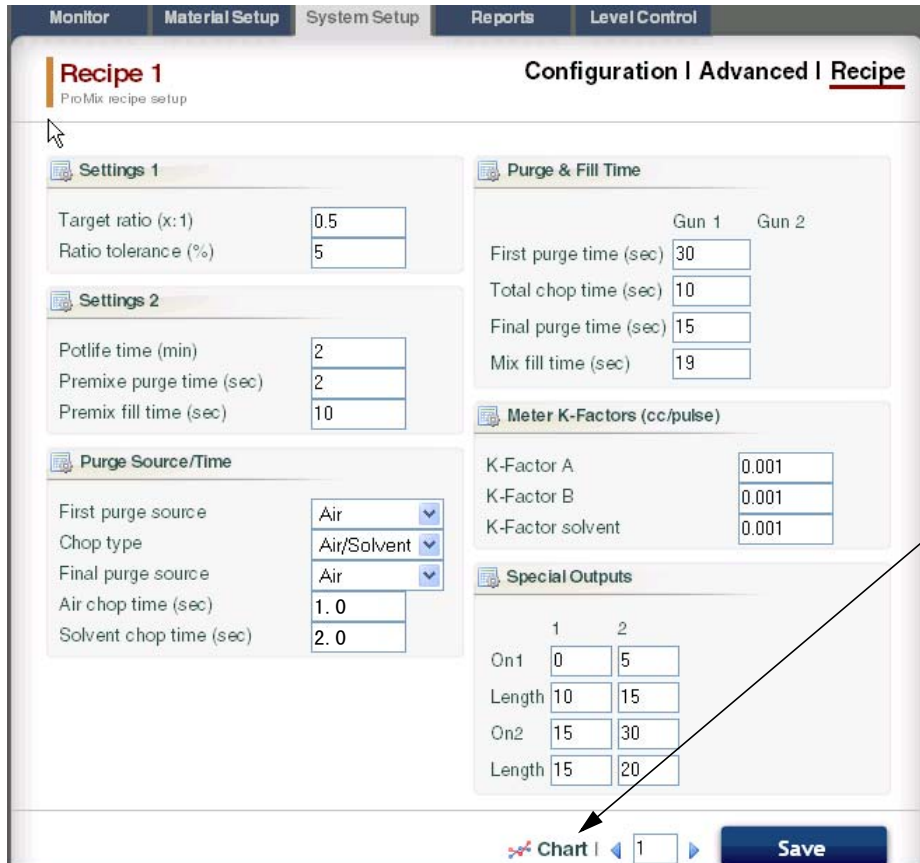 Monitor Material Setup System Setup Reports Level Control
Recipe 1
ProMix recipe setup
Configuration | Advanced | Recipe
Settings 1
Target ratio (x:1) 0.5
Ratio tolerance (%) 5
Settings 2
Potlife time (min) 2
Premixe purge time (sec) 2
Premix fill time (sec) 10
Purge Source/Time
First purge source Air
Chop type Air/Solvent
Final purge source Air
Air chop time (sec) 1.0
Solvent chop time (sec) 2.0
Purge & Fill Time
Gun 1 Gun 2
First purge time (sec) 30
Total chop time (sec) 10
Final purge time (sec) 15
Mix fill time (sec) 19
Meter K-Factors (cc/pulse)
K-Factor A 0.001
K-Factor B 0.001
K-Factor solvent 0.001
Special Outputs
1 2
On1 0 5
Length 10 15
On2 15 30
Length 15 20
Chart | 1 Save